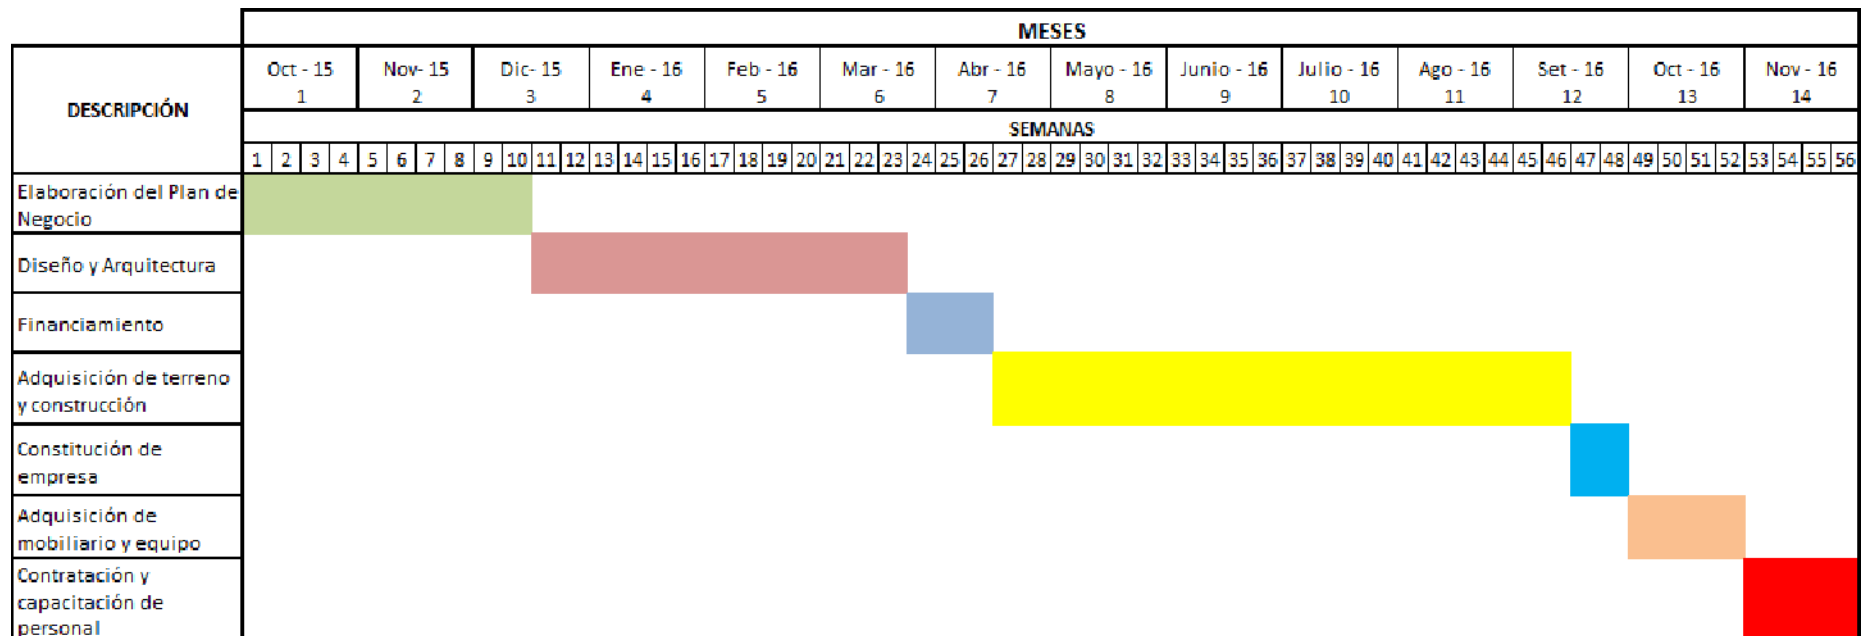 MESES
Oct - 15 Nov- 15 Dic- 15 Ene - 16 Feb - 16 Mar - 16 Abr - 16 Mayo - 16 Junio - 16 Julio - 16 Ago - 16 Set - 16 Oct - 16 Nov - 16
1 2 3 4 5 6 7 8 9 10 11 12 13 14
DESCRIPCIÓN
SEMANAS
1 2 3 4 5 6 7 8 9 10 11 12 13 14 15 16 17 18 19 20 21 22 23 24 25 26 27 28 29 30 31 32 33 34 35 36 37 38 39 40 41 42 43 44 45 46 47 48 49 50 51 52 53 54 55 56
Elaboración del Plan de
Negocio
Diseño y Arquitectura
Financiamiento
Adquisición de terreno
y construcción
Constitución de
empresa
Adquisición de
mobiliario y equipo
Contratación y
capacitación de
personal